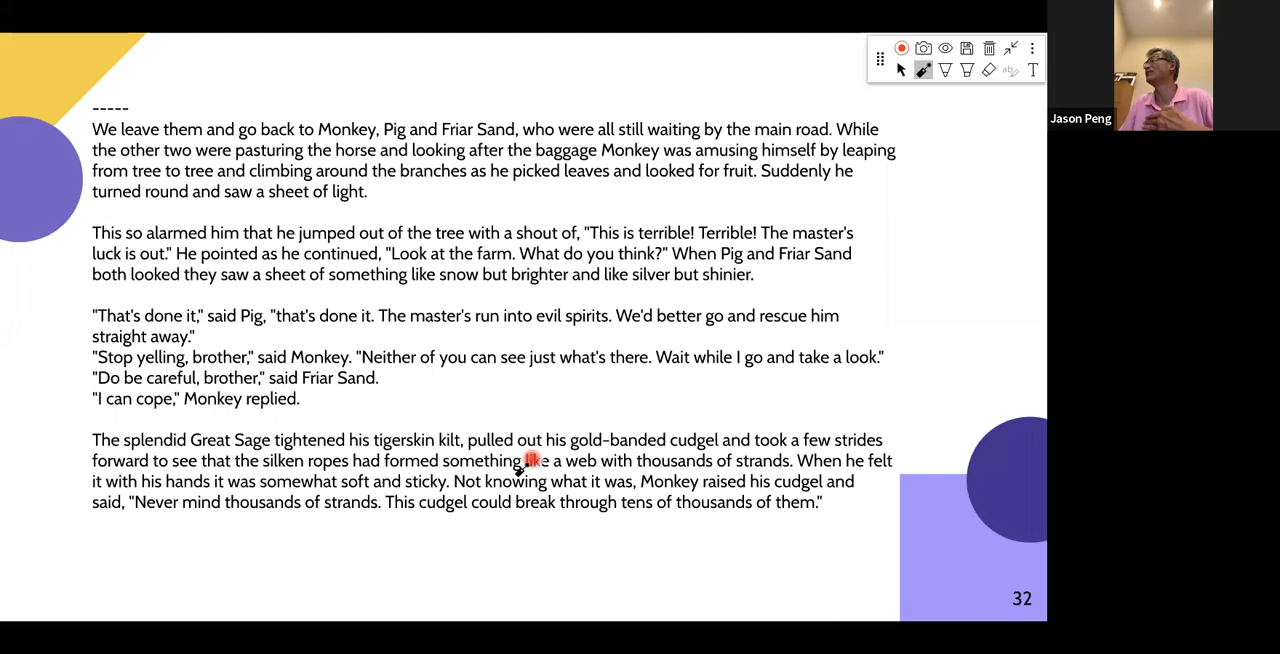 -----
We leave them and go back to Monkey, Pig and Friar Sand, who were all still waiting by the main road. While
the other two were pasturing the horse and looking after the baggage Monkey was amusing himself by leaping
from tree to tree and climbing around the branches as he picked leaves and looked for fruit. Suddenly he
turned round and saw a sheet of light.
This so alarmed him that he jumped out of the tree with a shout of, "This is terrible! Terrible! The master's
luck is out." He pointed as he continued, "Look at the farm. What do you think?" When Pig and Friar Sand
both looked they saw a sheet of something like snow but brighter and like silver but shinier.
"That's done it," said Pig, "that's done it. The master's run into evil spirits. We'd better go and rescue him
straight away."
"Stop yelling, brother," said Monkey. "Neither of you can see just what's there. Wait while I go and take a look."
"Do be careful, brother," said Friar Sand.
"I can cope," Monkey replied.
The splendid Great Sage tightened his tigerskin kilt, pulled out his gold-banded cudgel and took a few strides
forward to see that the silken ropes had formed something like a web with thousands of strands. When he felt
it with his hands it was somewhat soft and sticky. Not knowing what it was, Monkey raised his cudgel and
said, "Never mind thousands of strands. This cudgel could break through tens of thousands of them."
32
ab
T
Jason Peng